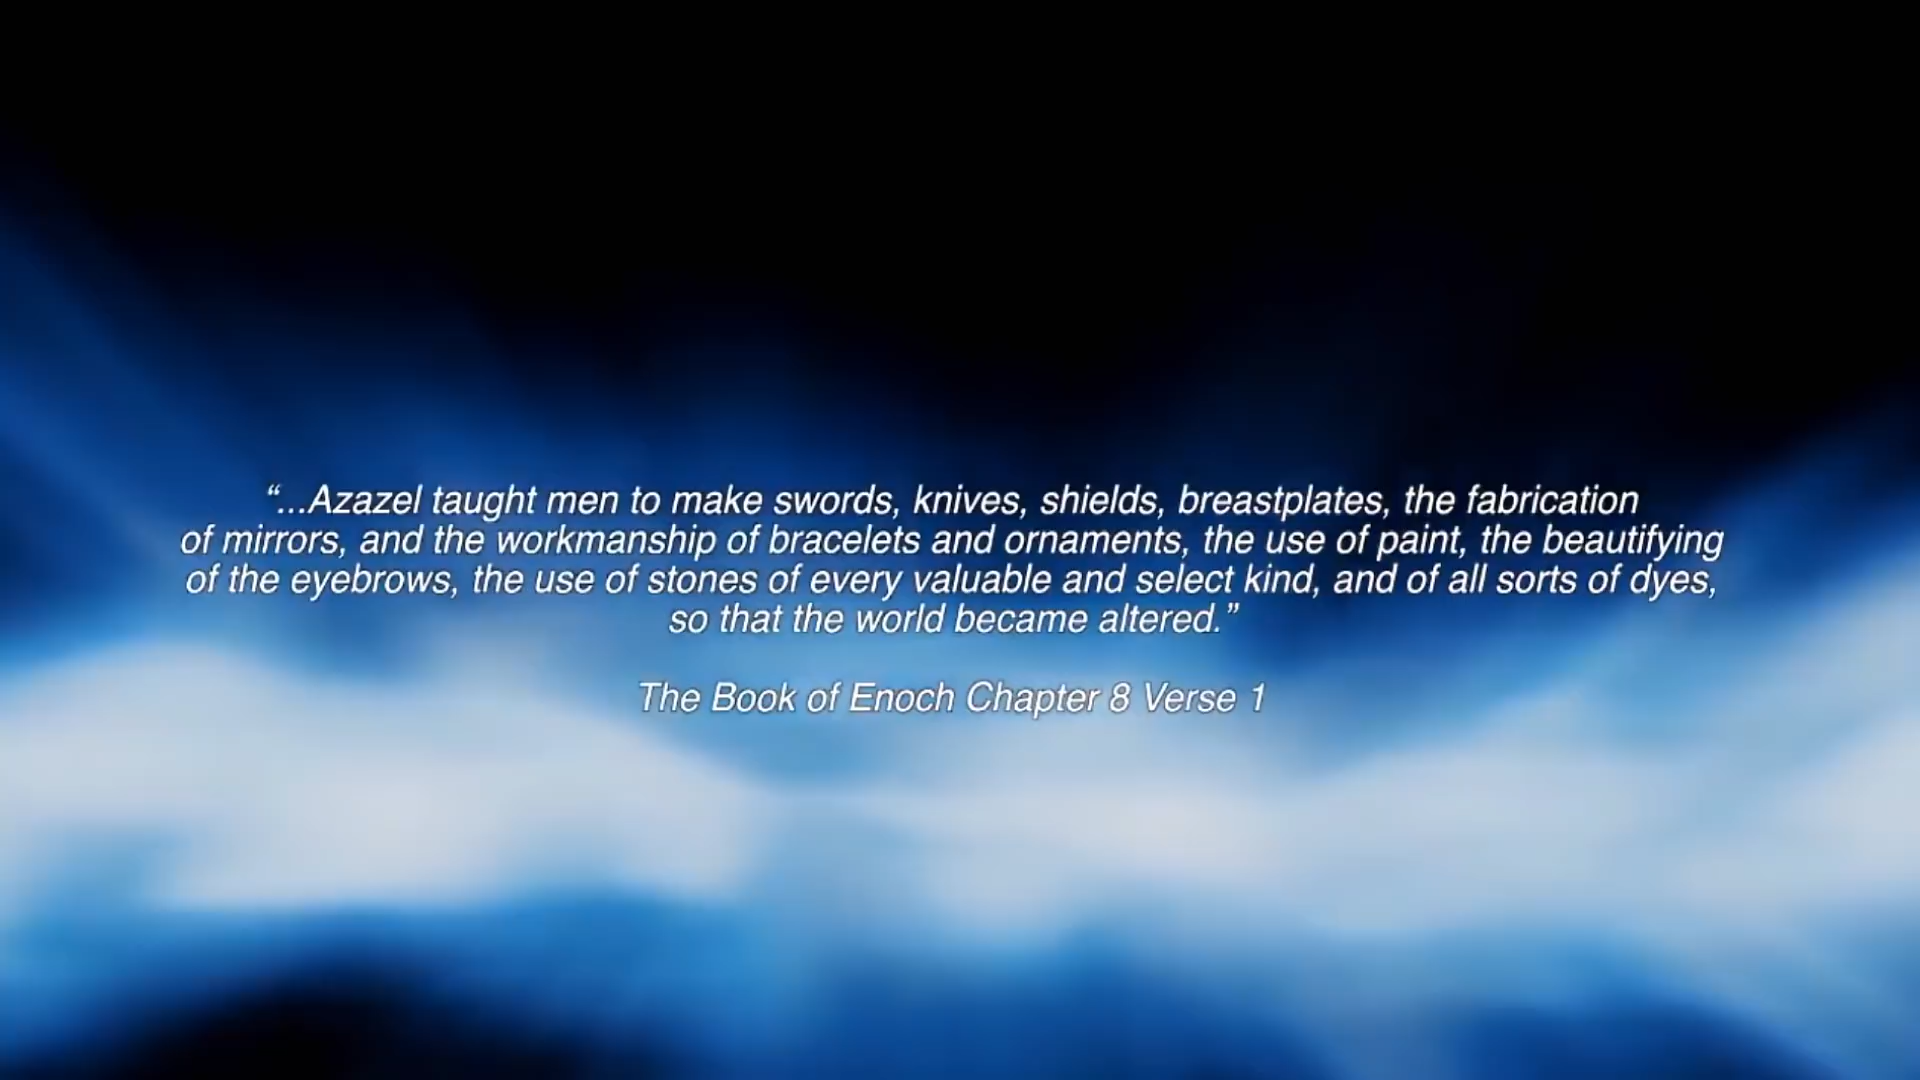 “...Azazel taught men to make swords, knives, shields, breastplates, the fabrication
of mirrors, and the workmanship of bracelets and ornaments, the use of paint, the beautifying
of the eyebrows, the use of stones of every valuable and select kind, and of all sorts of dyes,
so that the world became altered.”
The Book of Enoch Chapter 8 Verse 1